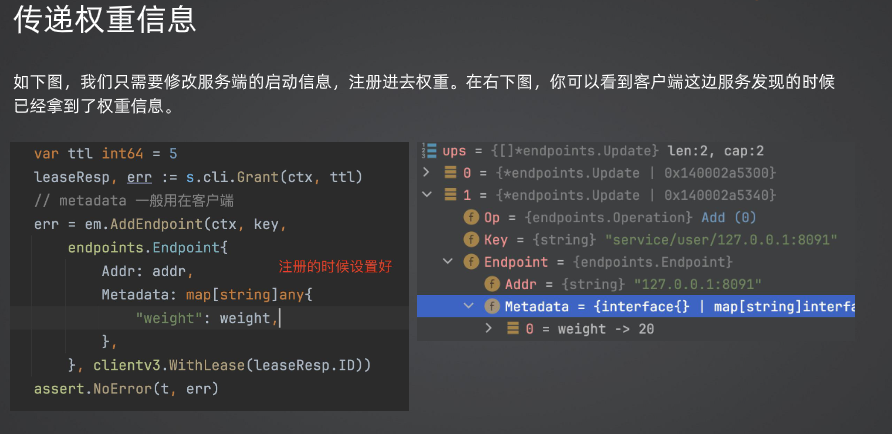 传递权重信息
如下图，我们只需要修改服务端的启动信息，注册进去权重。在右下图，你可以看到客户端这边服务发现的时候
已经拿到了权重信息。
var ttl int64 = 5
leaseResp, err := s.cli.Grant(ctx, ttl)
// metadata 一般用在客户端
err = em.AddEndpoint(ctx, key,
endpoints.Endpoint{
Addr: addr,
注册的时候设置好
Metadata: map[string]any{
"weight": weight,
},
}, clientv3.WithLease(leaseResp.ID))
assert.NoError(t, err)
ups = {[]*endpoints.Update} len:2, cap:2
0 = {*endpoints.Update | 0x140002a5300}
1 = {*endpoints.Update | 0x140002a5340}
f Op = {endpoints.Operation} Add (0)
f Key = {string} "service/user/127.0.0.1:8091"
f Endpoint = {endpoints.Endpoint}
f Addr = {string} "127.0.0.1:8091"
f Metadata = {interface{} | map[string]interfa
0 = weight -> 20